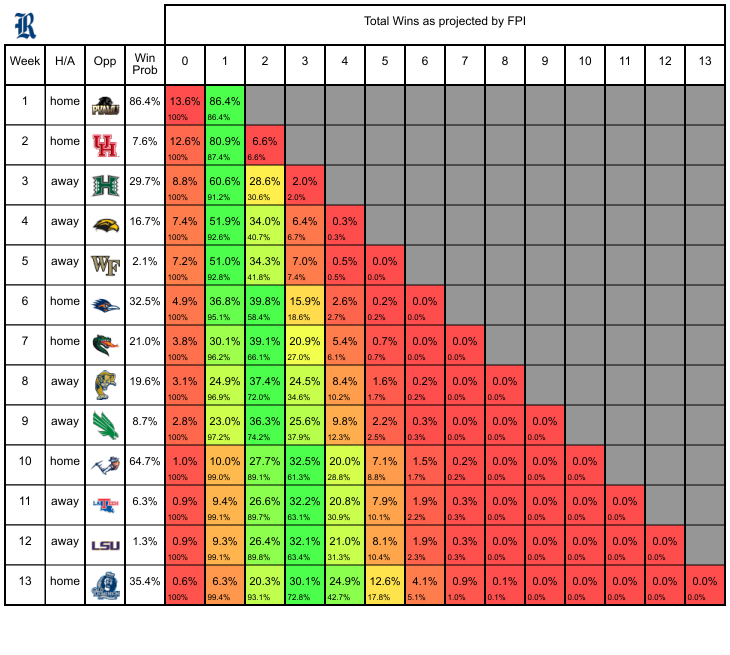 R
Total Wins as projected by FPI
Week H/A Opp Win Prob 0 1 2 3 4 5 6 7 8 9 10 11 12 13
1 home PVAMU 86.4% 13.6% 86.4%
100% 86.4%
2 home UH 7.6% 12.6% 80.9% 6.6%
100% 87.4% 6.6%
3 away H 29.7% 8.8% 60.6% 28.6% 2.0%
100% 91.2% 30.6% 2.0%
4 away 16.7% 7.4% 51.9% 34.0% 6.4% 0.3%
100% 92.6% 40.7% 6.7% 0.3%
5 away WF 2.1% 7.2% 51.0% 34.3% 7.0% 0.5% 0.0%
100% 92.8% 41.8% 7.4% 0.5% 0.0%
6 home 32.5% 4.9% 36.8% 39.8% 15.9% 2.6% 0.2% 0.0%
100% 95.1% 58.4% 18.6% 2.7% 0.2% 0.0%
7 home 21.0% 3.8% 30.1% 39.1% 20.9% 5.4% 0.7% 0.0% 0.0%
100% 96.2% 66.1% 27.0% 6.1% 0.7% 0.0% 0.0%
8 away 19.6% 3.1% 24.9% 37.4% 24.5% 8.4% 1.6% 0.2% 0.0% 0.0%
100% 96.9% 72.0% 34.6% 10.2% 1.7% 0.2% 0.0% 0.0%
9 away 8.7% 2.8% 23.0% 36.3% 25.6% 9.8% 2.2% 0.3% 0.0% 0.0% 0.0%
100% 97.2% 74.2% 37.9% 12.3% 2.5% 0.3% 0.0% 0.0% 0.0%
10 home 64.7% 1.0% 10.0% 27.7% 32.5% 20.0% 7.1% 1.5% 0.2% 0.0% 0.0% 0.0%
100% 99.0% 89.1% 61.3% 28.8% 8.8% 1.7% 0.2% 0.0% 0.0% 0.0%
11 away 6.3% 0.9% 9.4% 26.6% 32.2% 20.8% 7.9% 1.9% 0.3% 0.0% 0.0% 0.0% 0.0%
100% 99.1% 89.7% 63.1% 30.9% 10.1% 2.2% 0.3% 0.0% 0.0% 0.0% 0.0%
12 away LSU 1.3% 0.9% 9.3% 26.4% 32.1% 21.0% 8.1% 1.9% 0.3% 0.0% 0.0% 0.0% 0.0% 0.0%
100% 99.1% 89.8% 63.4% 31.3% 10.4% 2.3% 0.3% 0.0% 0.0% 0.0% 0.0% 0.0%
13 home 35.4% 0.6% 6.3% 20.3% 30.1% 24.9% 12.6% 4.1% 0.9% 0.1% 0.0% 0.0% 0.0% 0.0% 0.0%
100% 99.4% 93.1% 72.8% 42.7% 17.8% 5.1% 1.0% 0.1% 0.0% 0.0% 0.0% 0.0% 0.0%